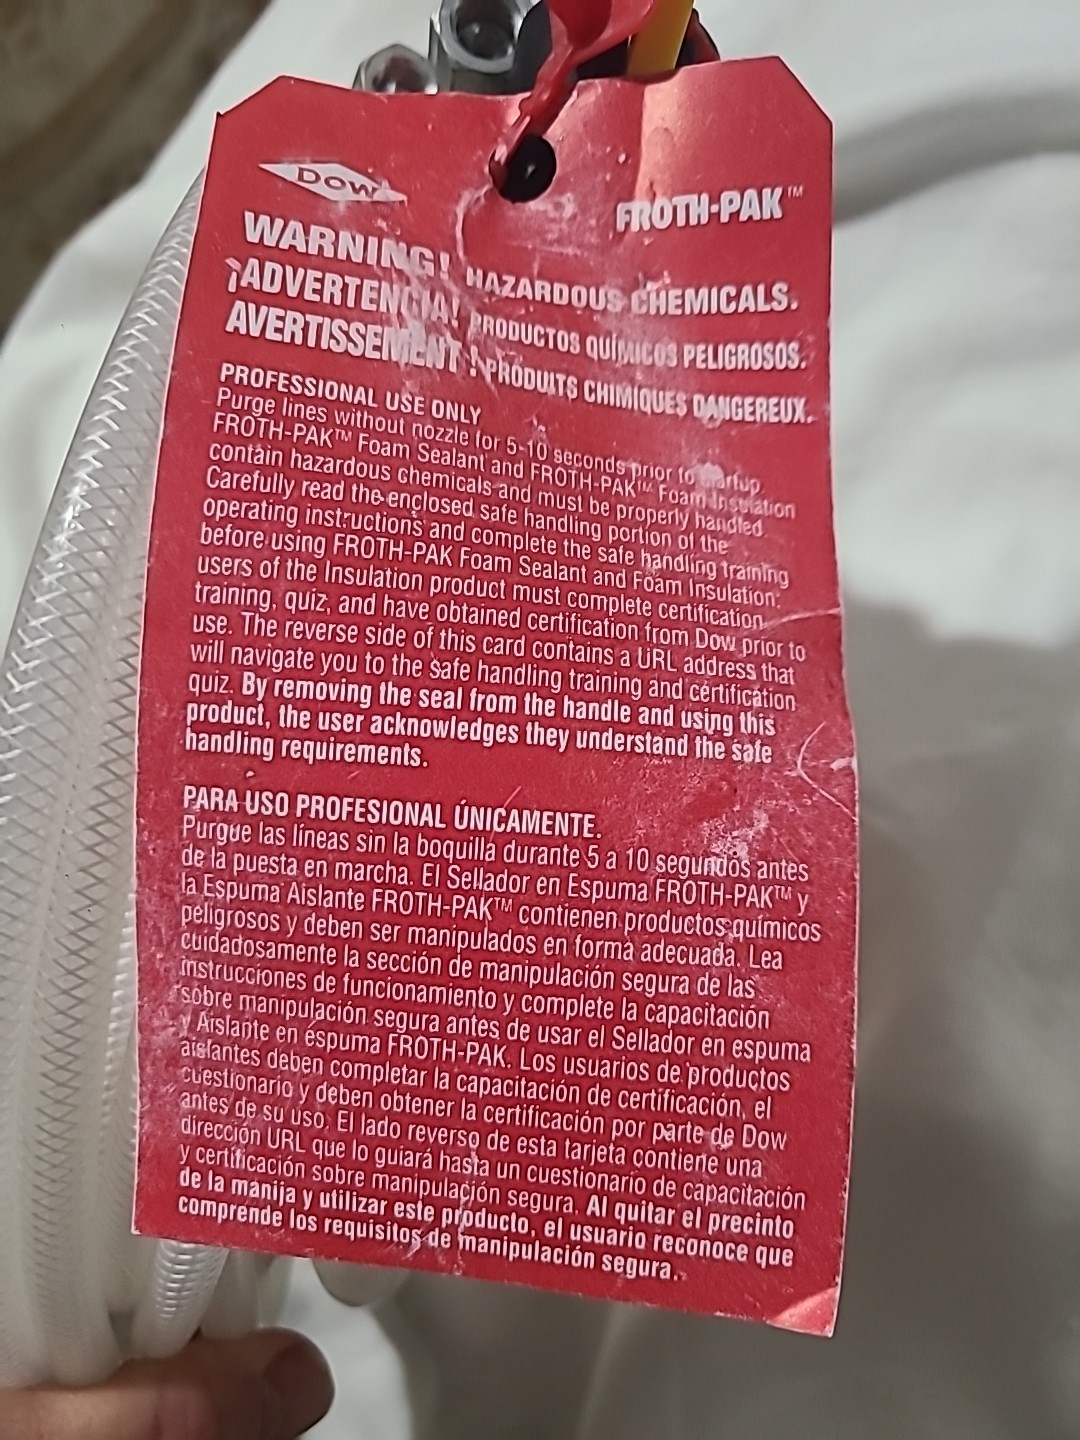 DOW
FROTH-PAK™
WARNING! HAZARDOUS CHEMICALS.
¡ADVERTENCIA! PRODUCTOS QUÍMICOS PELIGROSOS.
AVERTISSEMENT ! PRODUITS CHIMIQUES DANGEREUX.
PROFESSIONAL USE ONLY
Purge lines without nozzle for 5-10 seconds prior to startup.
FROTH-PAK™ Foam Sealant and FROTH-PAK™ Foam Insulation
contain hazardous chemicals and must be properly handled.
Carefully read the enclosed safe handling portion of the
operating instructions and complete the safe handling training
before using FROTH-PAK Foam Sealant and Foam Insulation:
users of the Insulation product must complete certification
training, quiz, and have obtained certification from Dow prior to
use. The reverse side of this card contains a URL address that
will navigate you to the safe handling training and certification
quiz. By removing the seal from the handle and using this
product, the user acknowledges they understand the safe
handling requirements.
PARA USO PROFESIONAL ÚNICAMENTE.
Purgue las líneas sin la boquilla durante 5 a 10 segundos antes
de la puesta en marcha. El Sellador en Espuma FROTH-PAK™ y
la Espuma Aislante FROTH-PAK™ contienen productos químicos
peligrosos y deben ser manipulados en forma adecuada. Lea
cuidadosamente la sección de manipulación segura de las
instrucciones de funcionamiento y complete la capacitación
sobre manipulación segura antes de usar el Sellador en espuma
y Aislante en espuma FROTH-PAK. Los usuarios de productos
aislantes deben completar la capacitación de certificación, el
cuestionario y deben obtener la certificación por parte de Dow
antes de su uso. El lado reverso de esta tarjeta contiene una
dirección URL que lo guiará hasta un cuestionario de capacitación
y certificación sobre manipulación segura. Al quitar el precinto
de la manija y utilizar este producto, el usuario reconoce que
comprende los requisitos de manipulación segura.